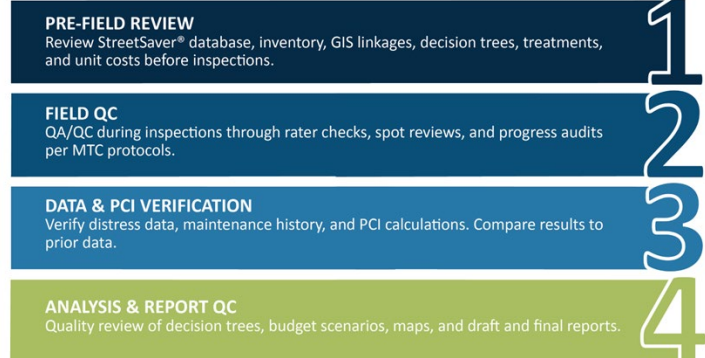 PRE-FIELD REVIEW
Review StreetSaver® database, inventory, GIS linkages, decision trees, treatments,
and unit costs before inspections.
1
FIELD QC
QA/QC during inspections through rater checks, spot reviews, and progress audits
per MTC protocols.
2
DATA & PCI VERIFICATION
Verify distress data, maintenance history, and PCI calculations. Compare results to
prior data.
3
ANALYSIS & REPORT QC
Quality review of decision trees, budget scenarios, maps, and draft and final reports.
4